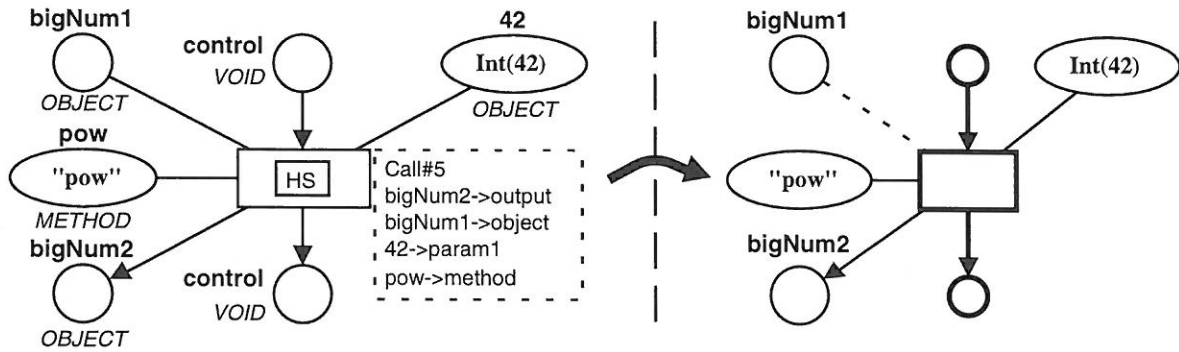 bigNum1
OBJECT
control
VOID
42
Int(42)
OBJECT
pow
"pow"
METHOD
HS
Call#5
bigNum2->output
bigNum1->object
42->param1
pow->method
bigNum2
OBJECT
control
VOID
bigNum1
Int(42)
"pow"
bigNum2